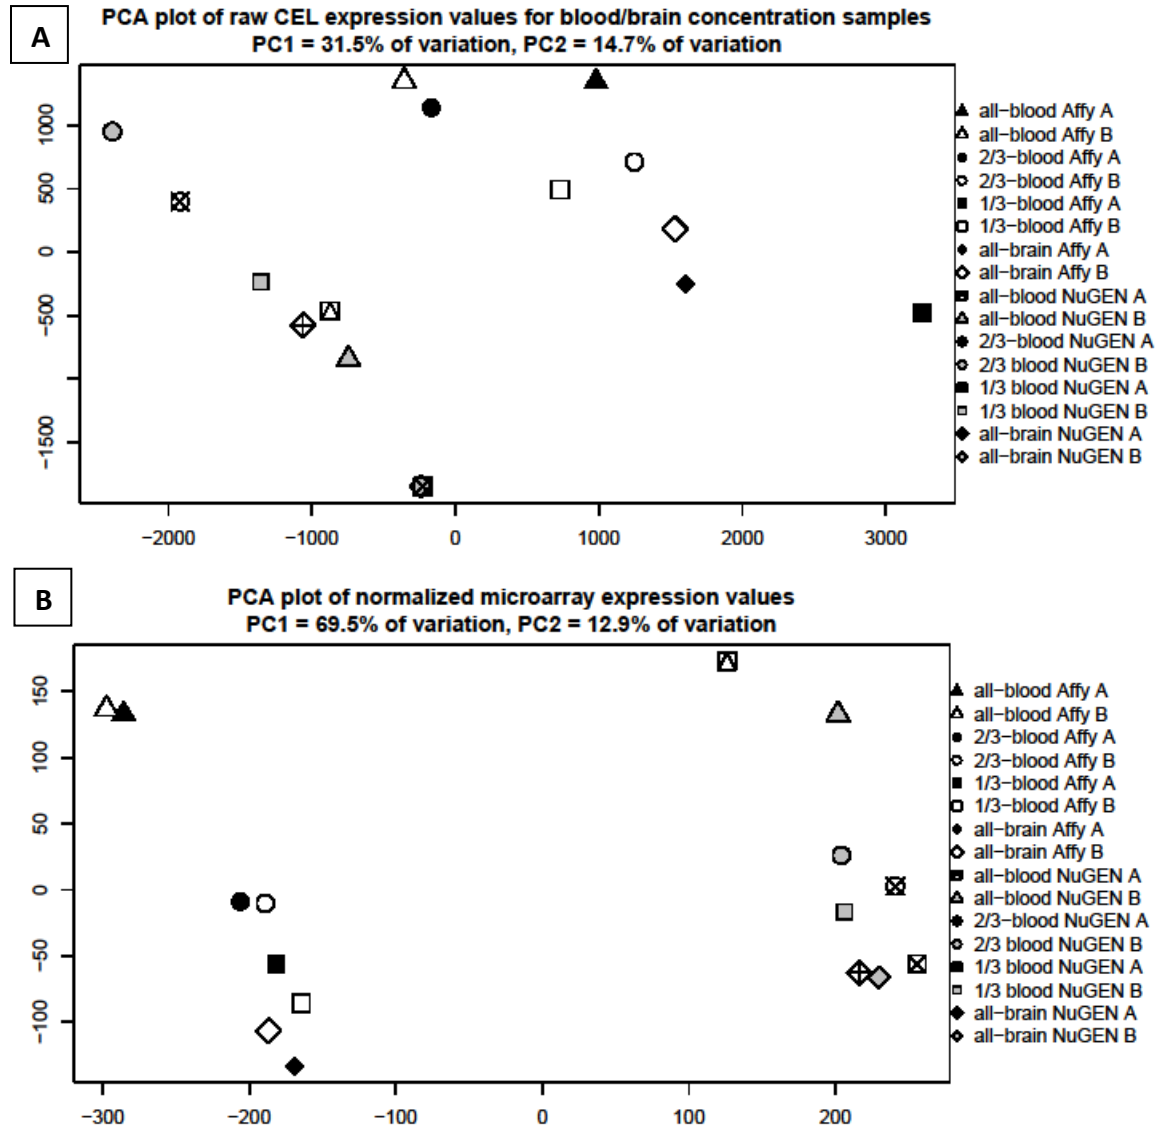 A
PCA plot of raw CEL expression values for blood/brain concentration samples
PC1 = 31.5% of variation, PC2 = 14.7% of variation
1000
500
0
−500
−1500
−2000
−1000
0
1000
2000
3000
all−blood Affy A
all−blood Affy B
2/3−blood Affy A
2/3−blood Affy B
1/3−blood Affy A
1/3−blood Affy B
all−brain Affy A
all−brain Affy B
all−blood NuGEN A
all−blood NuGEN B
2/3−blood NuGEN A
2/3 blood NuGEN B
1/3 blood NuGEN A
1/3 blood NuGEN B
all−brain NuGEN A
all−brain NuGEN B
B
PCA plot of normalized microarray expression values
PC1 = 69.5% of variation, PC2 = 12.9% of variation
150
100
50
0
−50
−100
−300
−200
−100
0
100
200
all−blood Affy A
all−blood Affy B
2/3−blood Affy A
2/3−blood Affy B
1/3−blood Affy A
1/3−blood Affy B
all−brain Affy A
all−brain Affy B
all−blood NuGEN A
all−blood NuGEN B
2/3−blood NuGEN A
2/3 blood NuGEN B
1/3 blood NuGEN A
1/3 blood NuGEN B
all−brain NuGEN A
all−brain NuGEN B